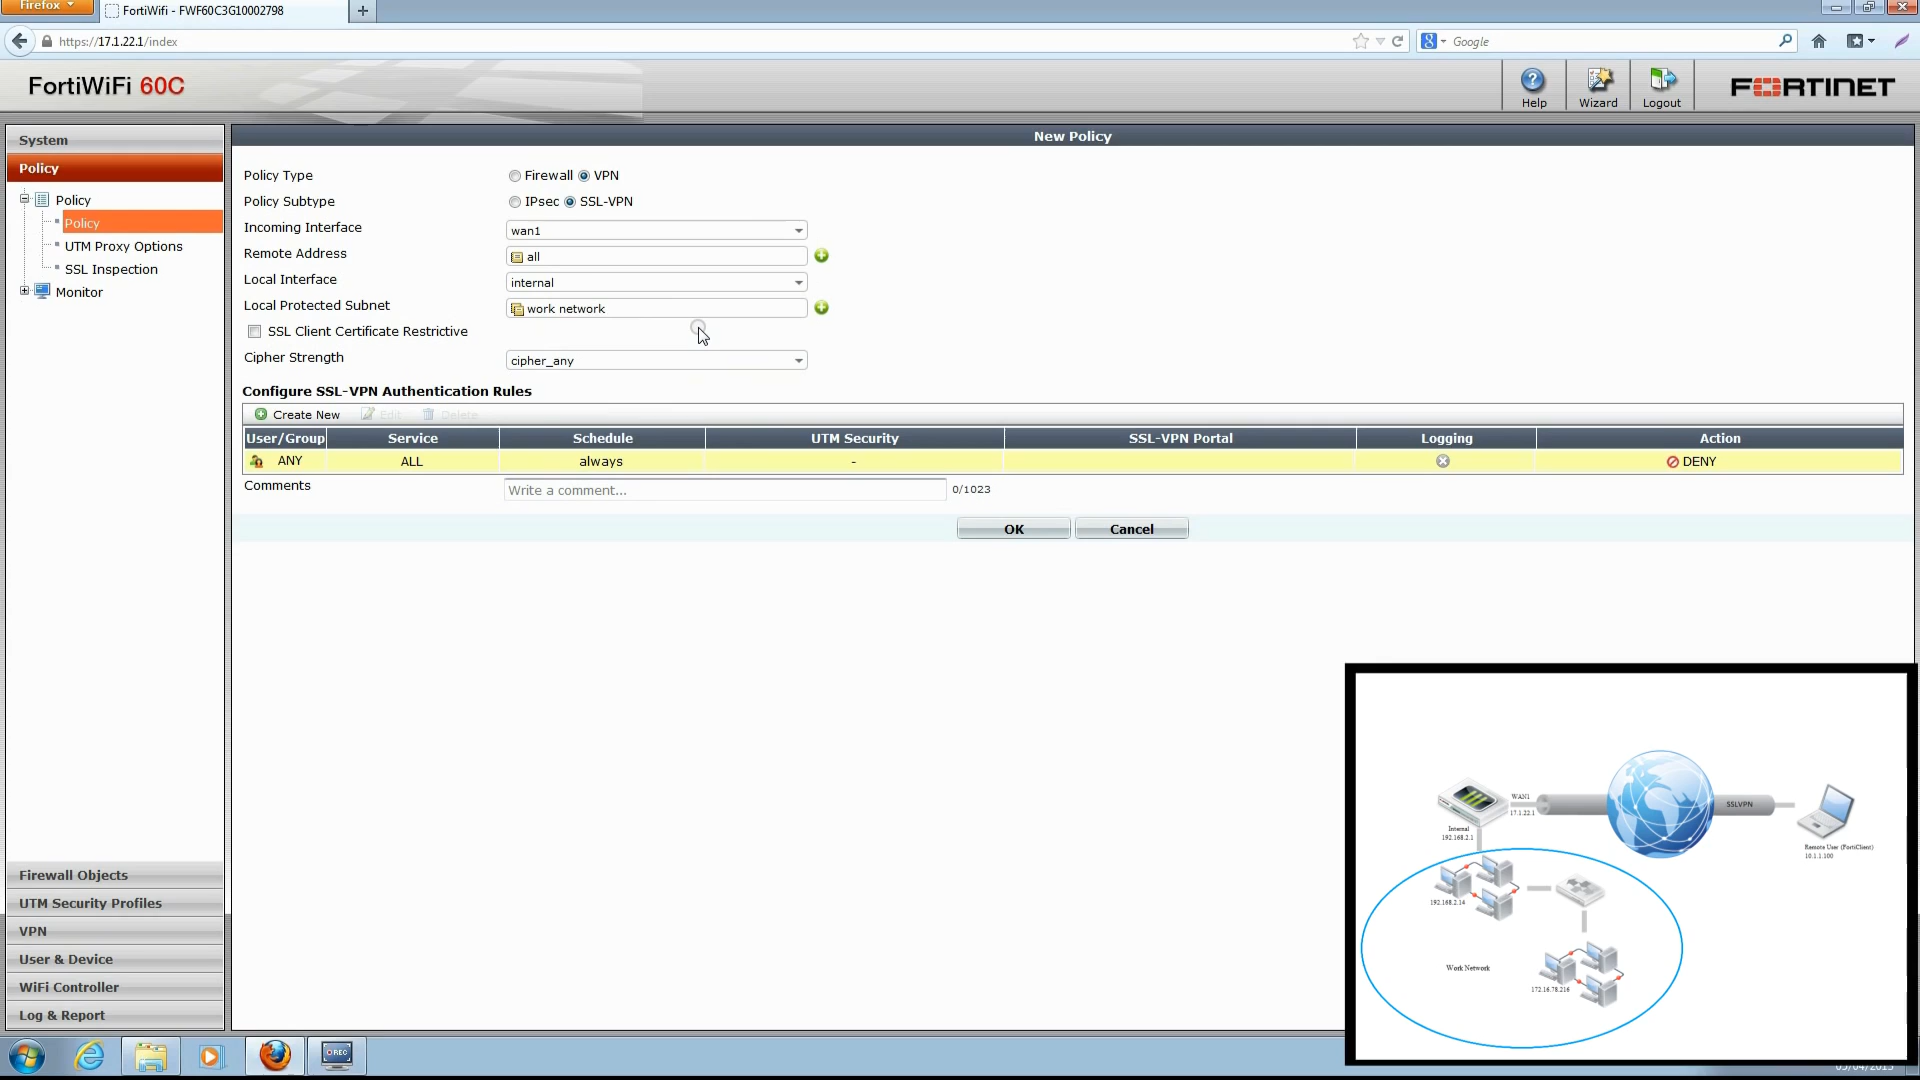 Firefox
FortiWifi - FWF60C3G10002798
https://17.1.22.1/index
Google
FortiWiFi 60C
Help
Wizard
Logout
FORTINET
System
Policy
Policy
Policy
UTM Proxy Options
SSL Inspection
Monitor
Firewall Objects
UTM Security Profiles
VPN
User & Device
WiFi Controller
Log & Report
New Policy
Policy Type Firewall VPN
Policy Subtype IPsec SSL-VPN
Incoming Interface wan1
Remote Address all
Local Interface internal
Local Protected Subnet work network
SSL Client Certificate Restrictive
Cipher Strength cipher_any
Configure SSL-VPN Authentication Rules
Create New Edit Delete
User/Group Service Schedule UTM Security SSL-VPN Portal Logging Action
ANY ALL always - DENY
Comments Write a comment... 0/1023
OK Cancel
WAN1
17.1.22.1
SSLVPN
Internal
192.168.2.1
Remote User (FortiClient)
10.1.1.100
192.168.2.14
Work Network
172.16.78.216
REC